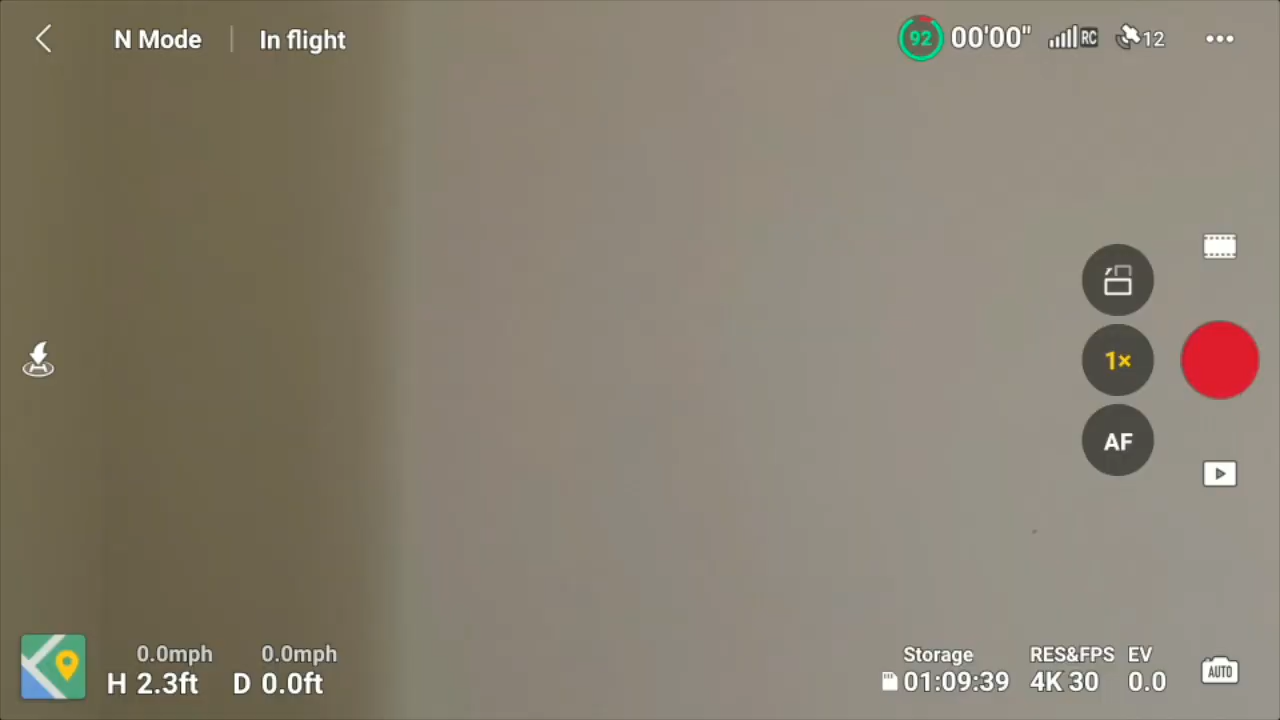 N Mode | In flight
92 00'00" RC 12
1×
AF
0.0mph 0.0mph
H 2.3ft D 0.0ft
Storage RES&FPS EV
01:09:39 4K 30 0.0
AUTO